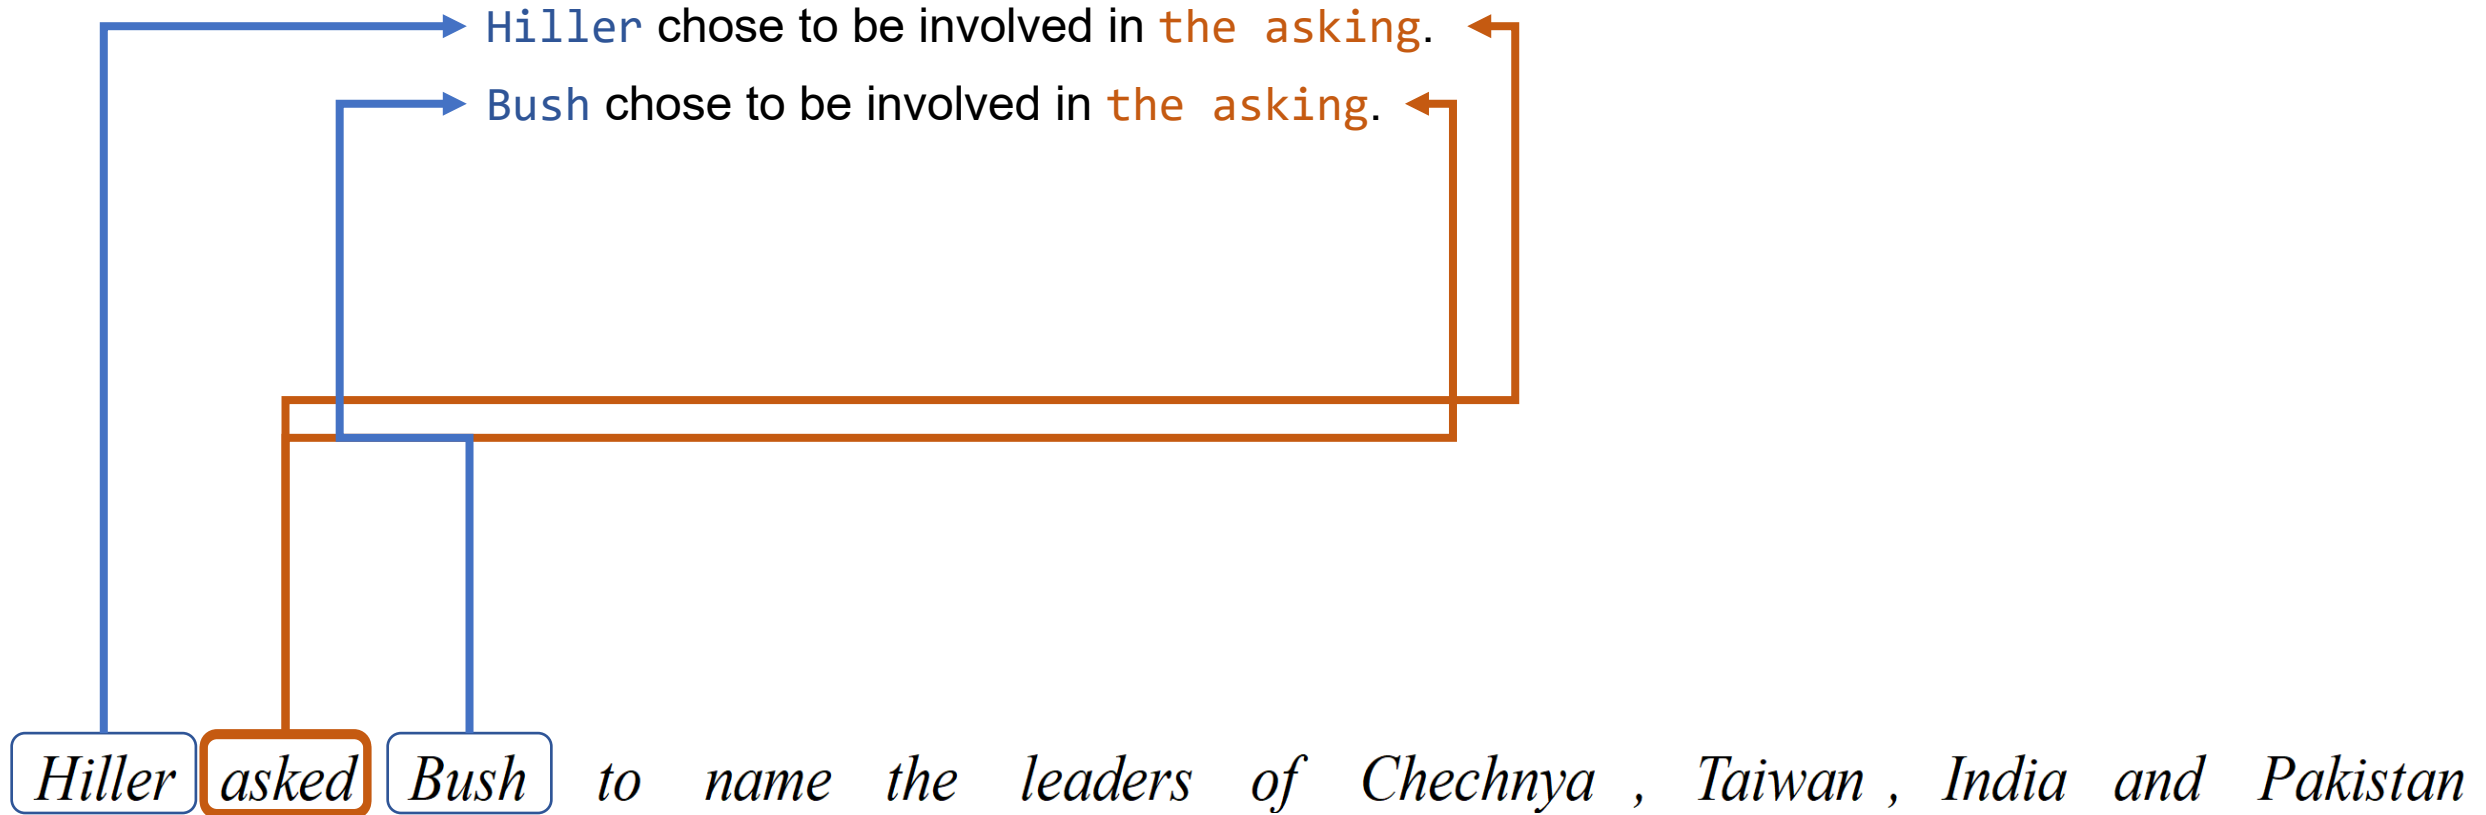 Hiller chose to be involved in the asking.
Bush chose to be involved in the asking.
Hiller asked Bush to name the leaders of Chechnya , Taiwan , India and Pakistan